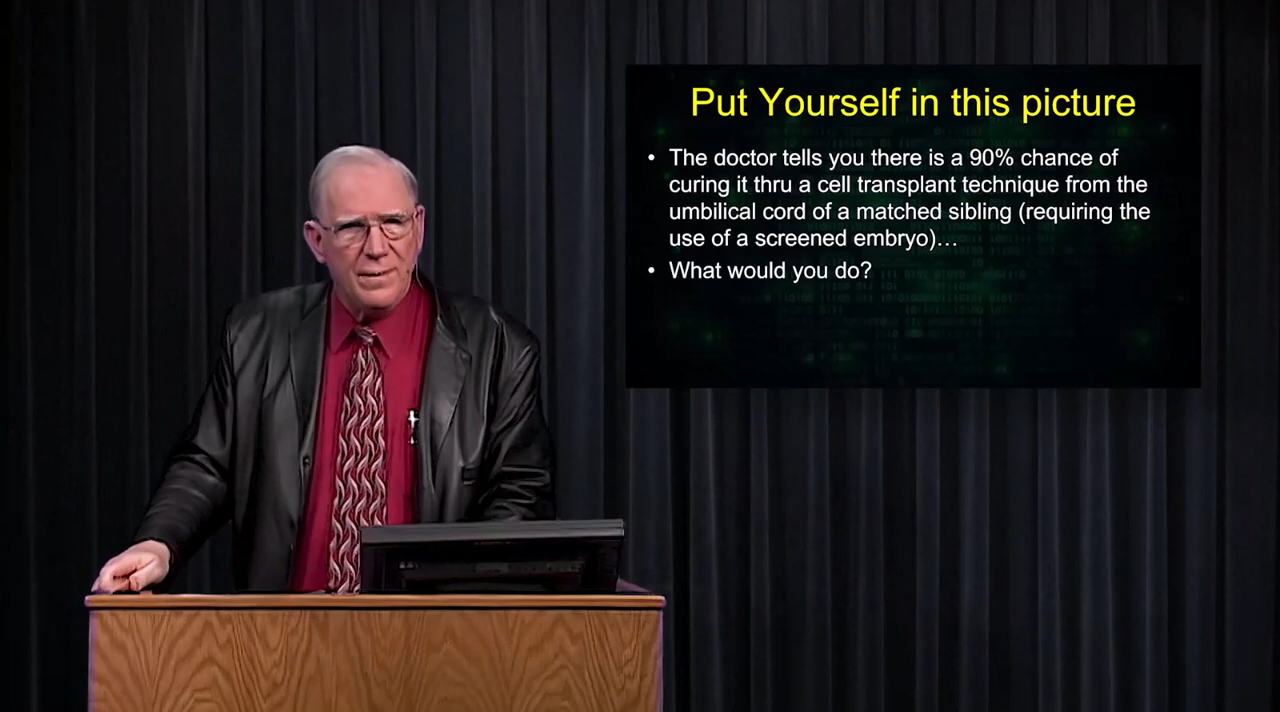 Put Yourself in this picture
• The doctor tells you there is a 90% chance of
curing it thru a cell transplant technique from the
umbilical cord of a matched sibling (requiring the
use of a screened embryo)…
• What would you do?